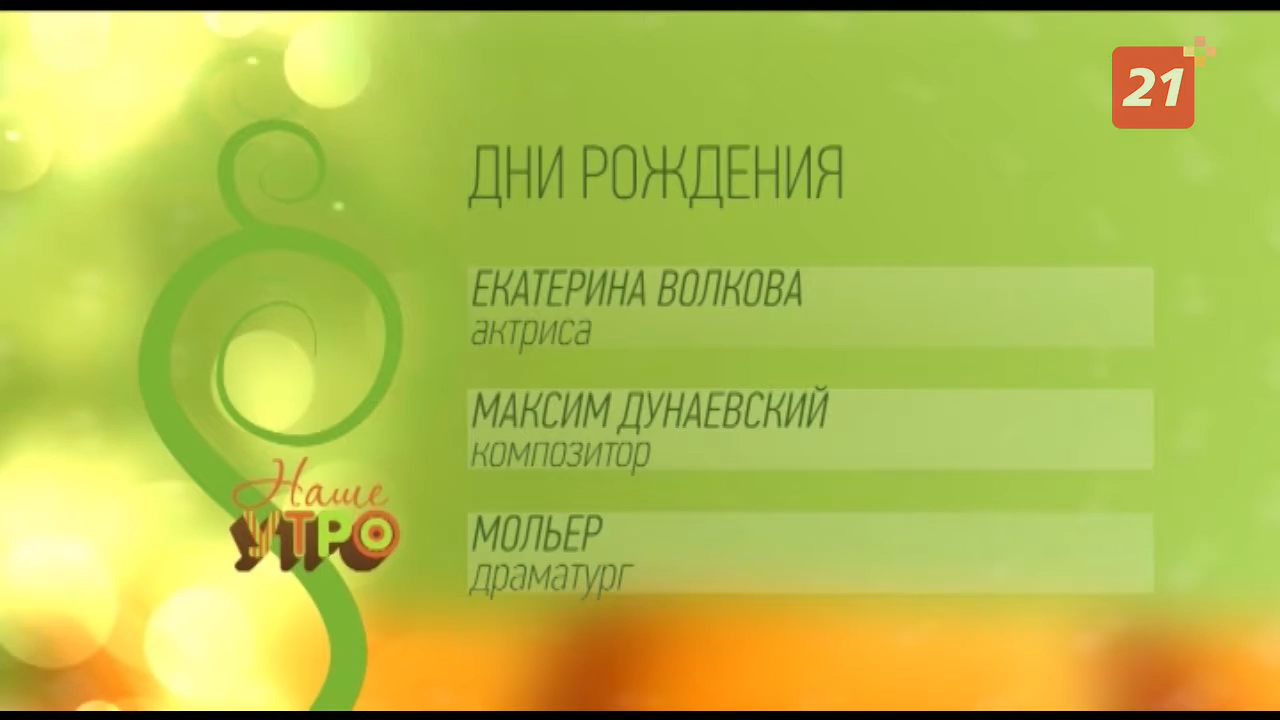 21
ДНИ РОЖДЕНИЯ
ЕКАТЕРИНА ВОЛКОВА
актриса
МАКСИМ ДУНАЕВСКИЙ
композитор
Наше
УТРО
МОЛЬЕР
драматург